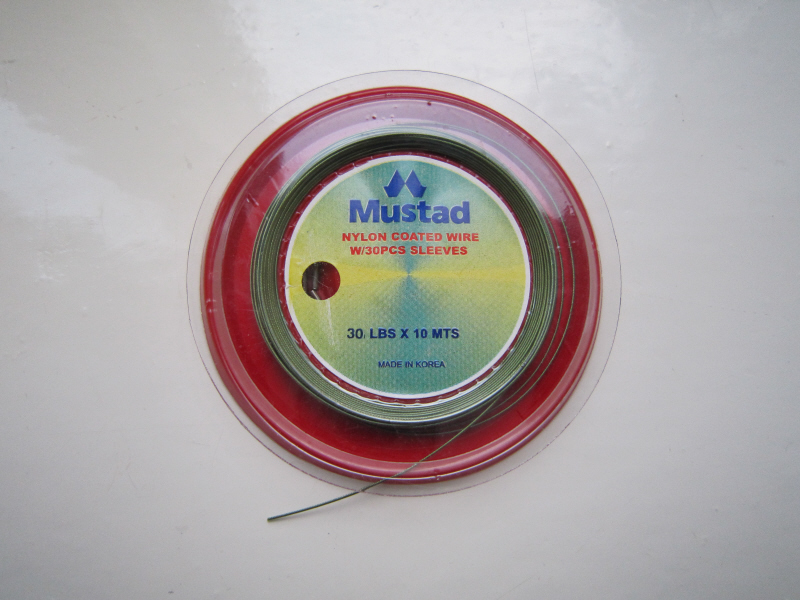 Mustad
NYLON COATED WIRE
W/30PCS SLEEVES
30 LBS X 10 MTS
MADE IN KOREA